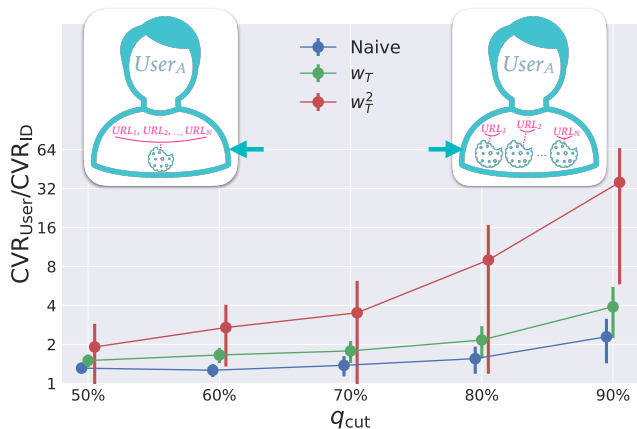 User_A
URL_1, URL_2, ..., URL_N
User_A
URL_1 URL_2 URL_N
...
Naive
w_T
w_T^2
CVR_User/CVR_ID
64
32
16
8
4
2
1
50% 60% 70% 80% 90%
q_cut